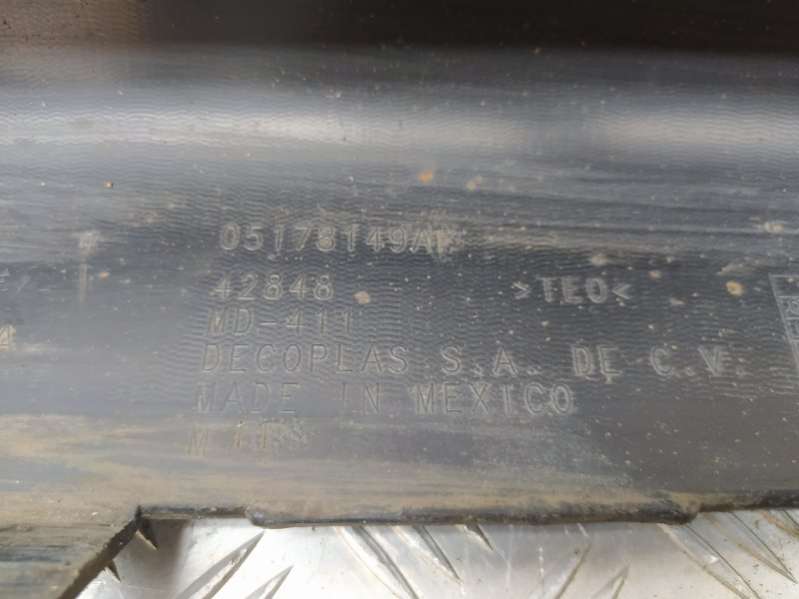 05178149A
42848 >TEO<
MD-411
DECOPLAS S.A. DE C.V.
MADE IN MEXICO